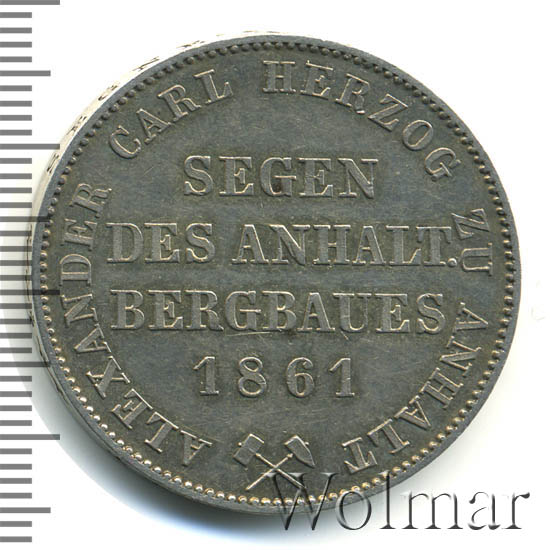 ALEXANDER CARL HERZOG ZU ANHALT
SEGEN
DES ANHALT.
BERGBAUES
1861
Wolmar